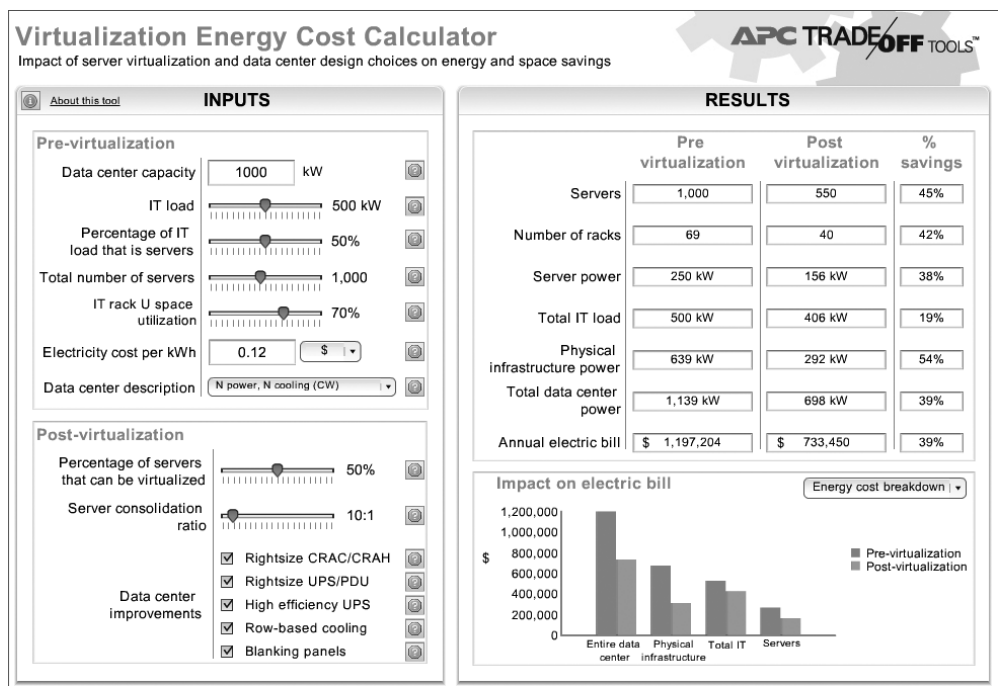 Virtualization Energy Cost Calculator
Impact of server virtualization and data center design choices on energy and space savings
APC TRADE/OFF TOOLS™
About this tool
INPUTS
Pre-virtualization
Data center capacity 1000 kW
IT load 500 kW
Percentage of IT
load that is servers 50%
Total number of servers 1,000
IT rack U space
utilization 70%
Electricity cost per kWh 0.12 $
Data center description N power, N cooling (CW)
Post-virtualization
Percentage of servers
that can be virtualized 50%
Server consolidation
ratio 10:1
Data center
improvements
Rightsize CRAC/CRAH
Rightsize UPS/PDU
High efficiency UPS
Row-based cooling
Blanking panels
RESULTS
Pre
virtualization
Post
virtualization
%
savings
Servers 1,000 550 45%
Number of racks 69 40 42%
Server power 250 kW 156 kW 38%
Total IT load 500 kW 406 kW 19%
Physical
infrastructure power 639 kW 292 kW 54%
Total data center
power 1,139 kW 698 kW 39%
Annual electric bill $ 1,197,204 $ 733,450 39%
Impact on electric bill
Energy cost breakdown
$
1,200,000
1,000,000
800,000
600,000
400,000
200,000
0
Entire data
center
Physical
infrastructure
Total IT
Servers
Pre-virtualization
Post-virtualization